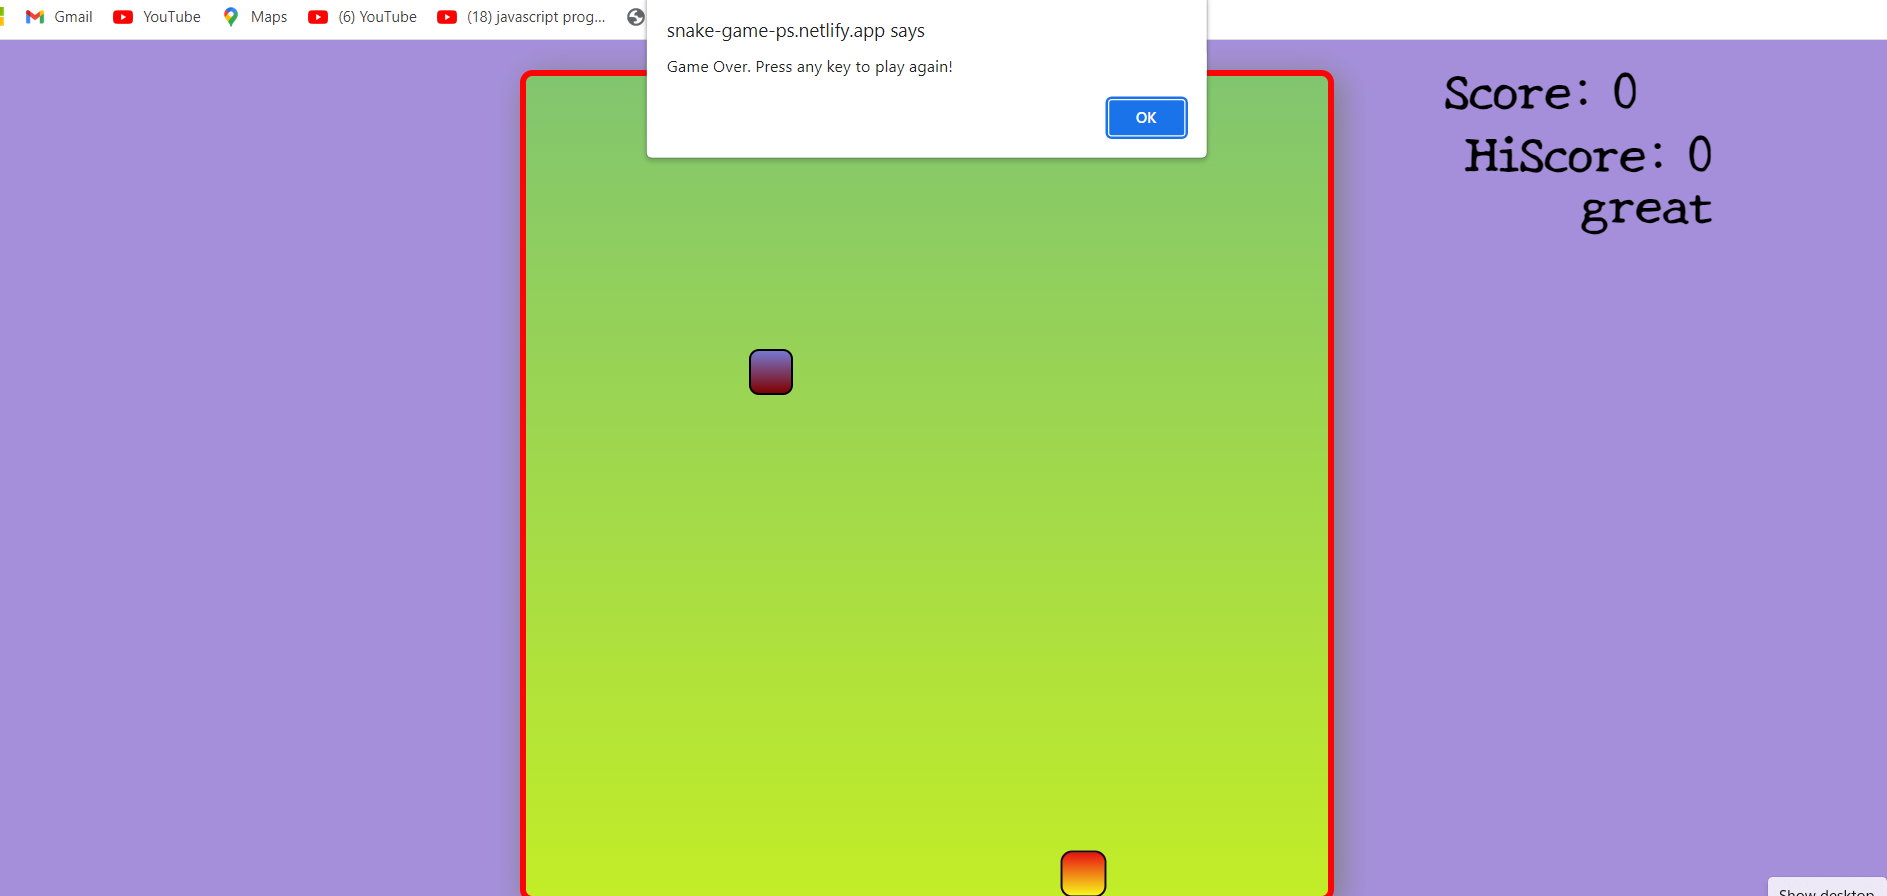 Gmail
YouTube
Maps
(6) YouTube
(18) javascript prog...
snake-game-ps.netlify.app says
Game Over. Press any key to play again!
OK
Score: 0
HiScore: 0
great
Show desktop